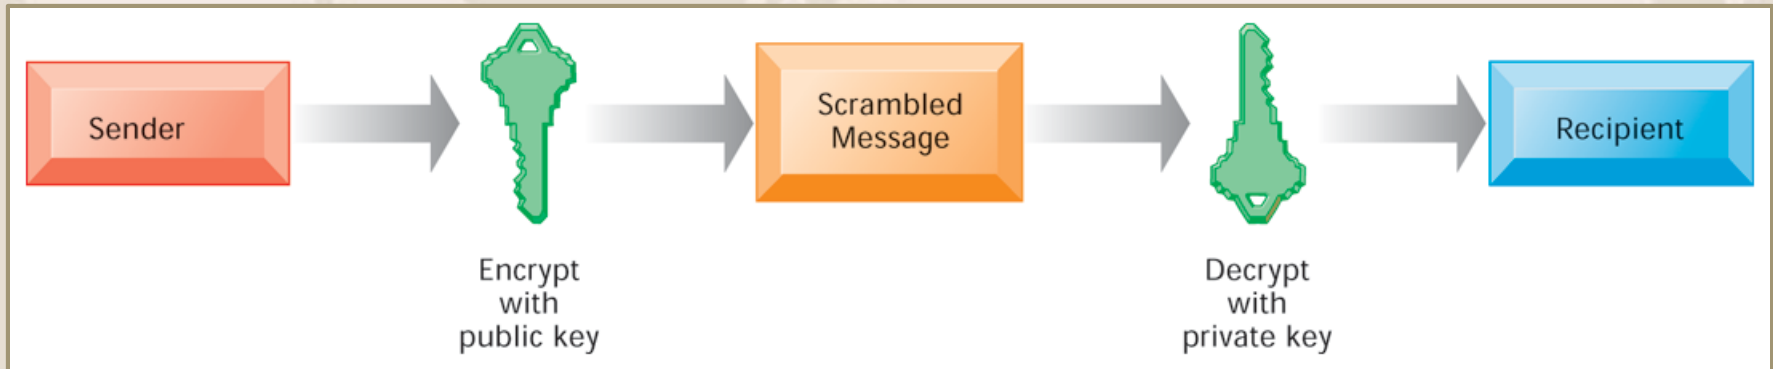 Sender
Encrypt
with
public key
Scrambled
Message
Decrypt
with
private key
Recipient